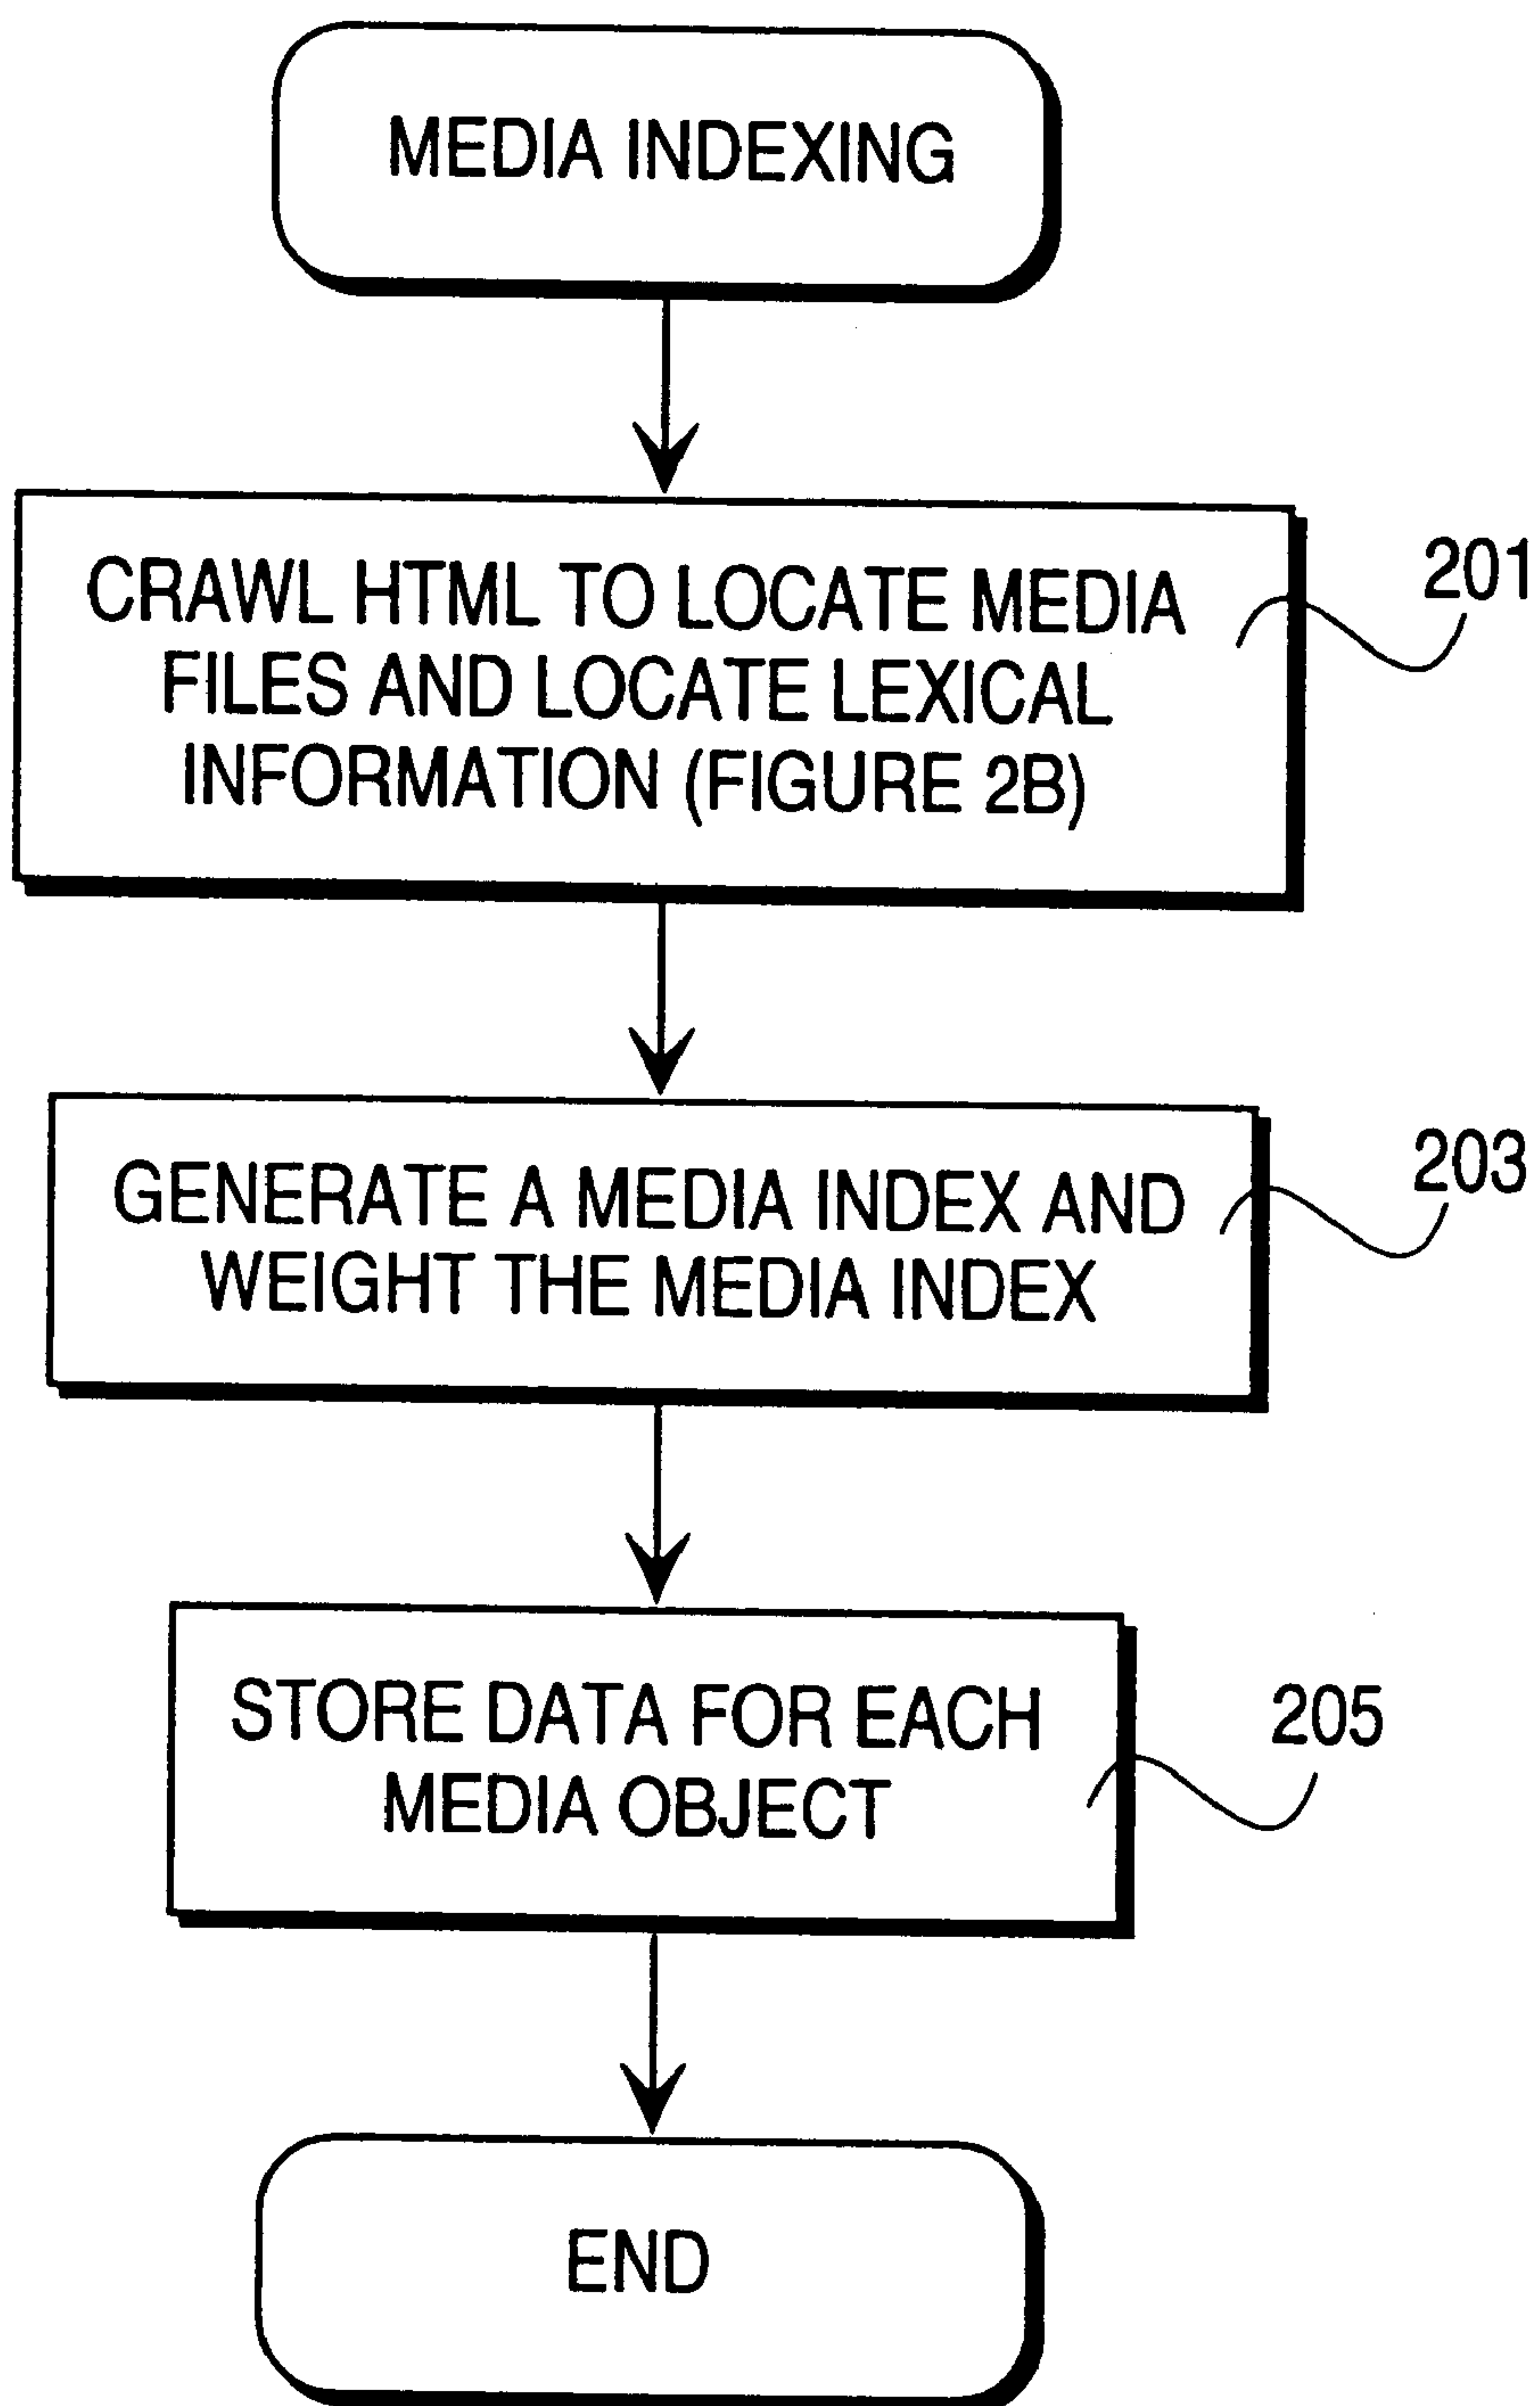 MEDIA INDEXING
CRAWL HTML TO LOCATE MEDIA
FILES AND LOCATE LEXICAL
INFORMATION (FIGURE 2B)
201
GENERATE A MEDIA INDEX AND
WEIGHT THE MEDIA INDEX
203
STORE DATA FOR EACH
MEDIA OBJECT
205
END